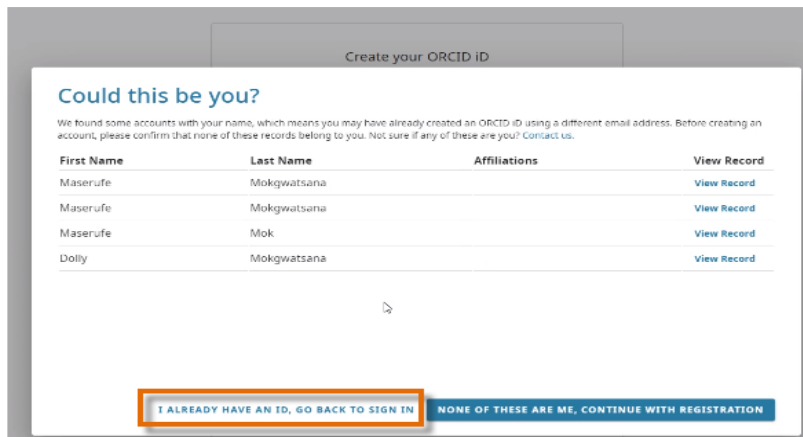 Create your ORCID iD
Could this be you?
We found some accounts with your name, which means you may have already created an ORCID iD using a different email address. Before creating an
account, please confirm that none of these records belong to you. Not sure if any of these are you? Contact us.
First Name Last Name Affiliations View Record
Maserufe Mokgwatsana View Record
Maserufe Mokgwatsana View Record
Maserufe Mok View Record
Dolly Mokgwatsana View Record
I ALREADY HAVE AN ID, GO BACK TO SIGN IN NONE OF THESE ARE ME, CONTINUE WITH REGISTRATION